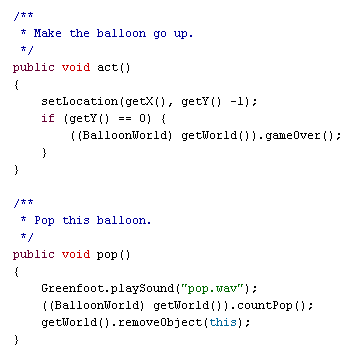 /**
 * Make the balloon go up.
 */
public void act()
{
    setLocation(getX(), getY() -1);
    if (getY() == 0) {
        ((BalloonWorld) getWorld()).gameOver();
    }
}

/**
 * Pop this balloon.
 */
public void pop()
{
    Greenfoot.playSound("pop.wav");
    ((BalloonWorld) getWorld()).countPop();
    getWorld().removeObject(this);
}